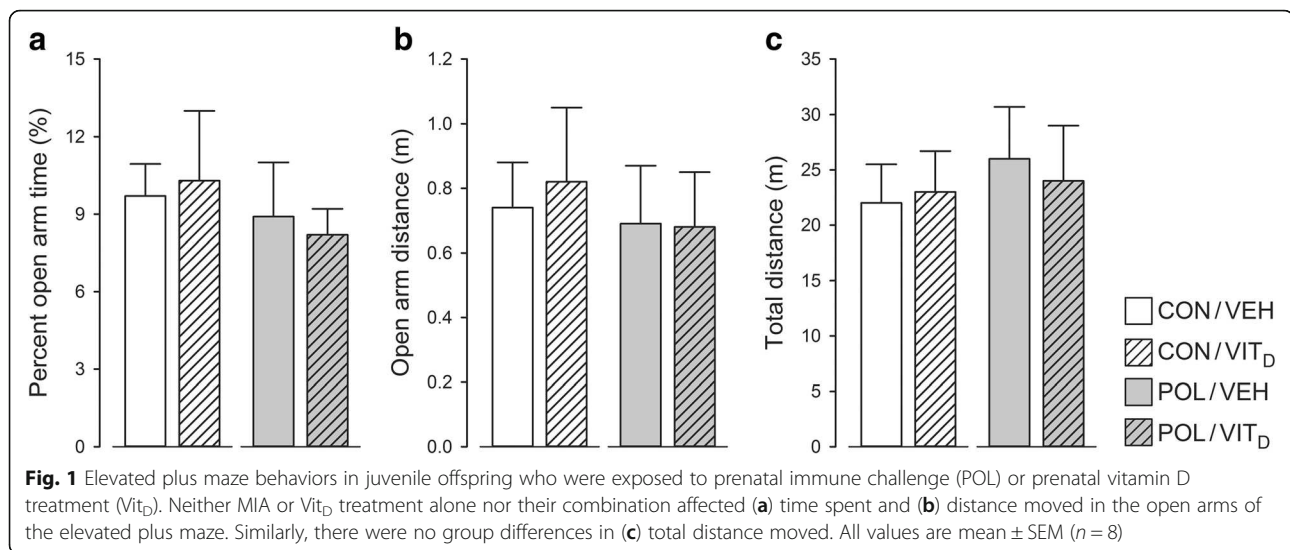 a
b
c
15
12
9
6
3
0
Percent open arm time (%)
1.2
1.0
0.8
0.6
0.4
0.2
0.0
Open arm distance (m)
35
30
25
20
15
10
5
0
Total distance (m)
CON/VEH
CON/VITD
POL/VEH
POL/VITD
Fig. 1 Elevated plus maze behaviors in juvenile offspring who were exposed to prenatal immune challenge (POL) or prenatal vitamin D
treatment (VitD). Neither MIA or VitD treatment alone nor their combination affected (a) time spent and (b) distance moved in the open arms of
the elevated plus maze. Similarly, there were no group differences in (c) total distance moved. All values are mean ± SEM (n = 8)